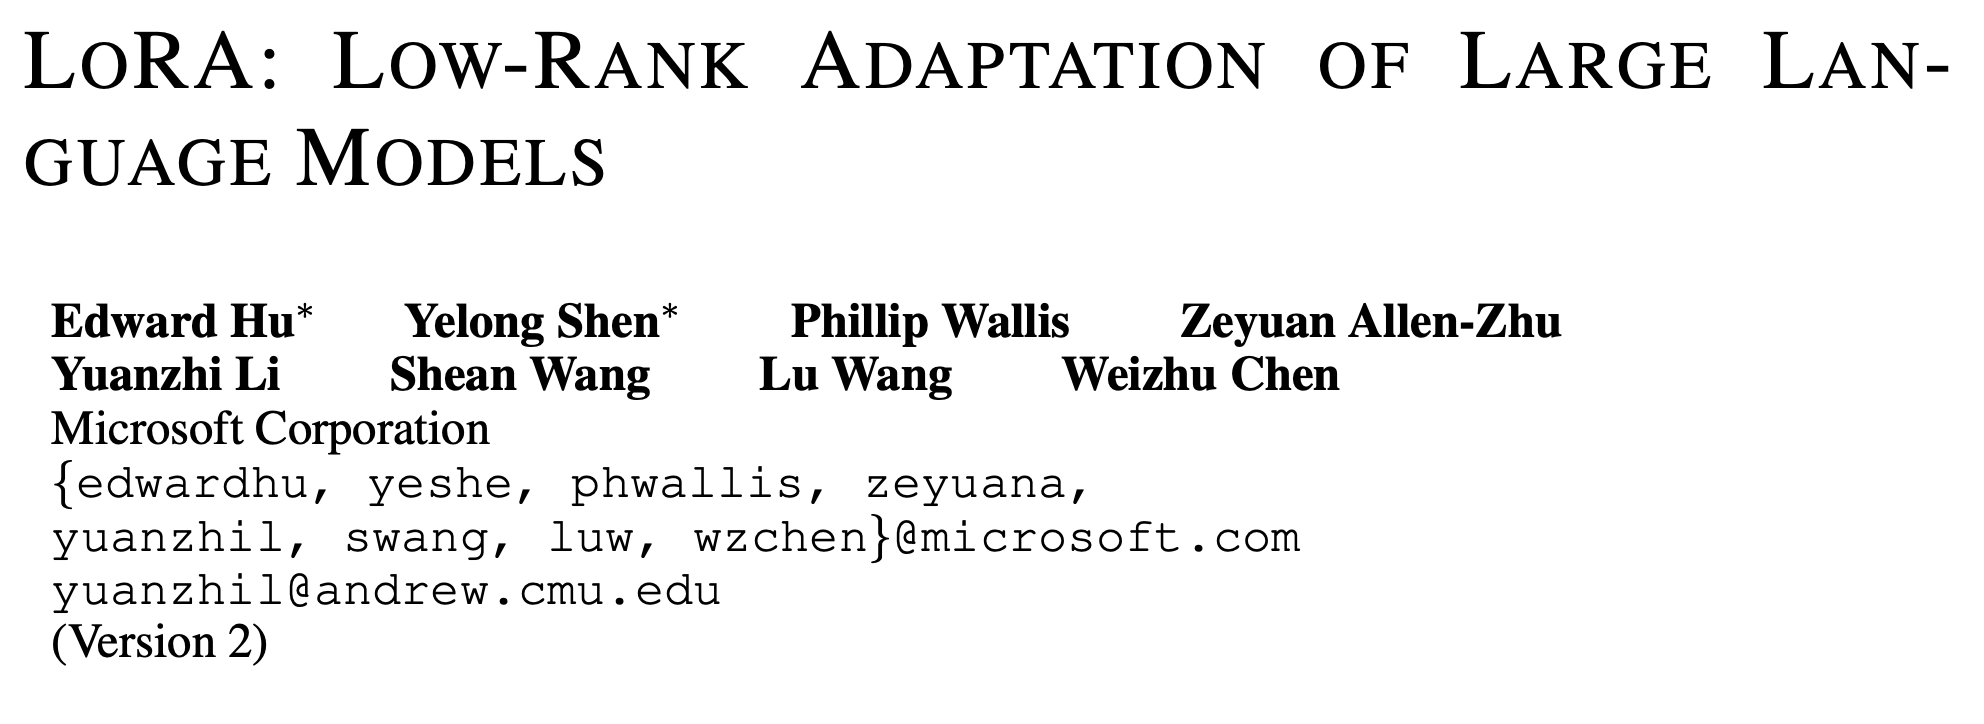 LoRA: Low-Rank Adaptation of Large Lan-
guage Models
Edward Hu* Yelong Shen* Phillip Wallis Zeyuan Allen-Zhu
Yuanzhi Li Shean Wang Lu Wang Weizhu Chen
Microsoft Corporation
{edwardhu, yeshe, phwallis, zeyuana,
yuanzhil, swang, luw, wzchen}@microsoft.com
yuanzhil@andrew.cmu.edu
(Version 2)